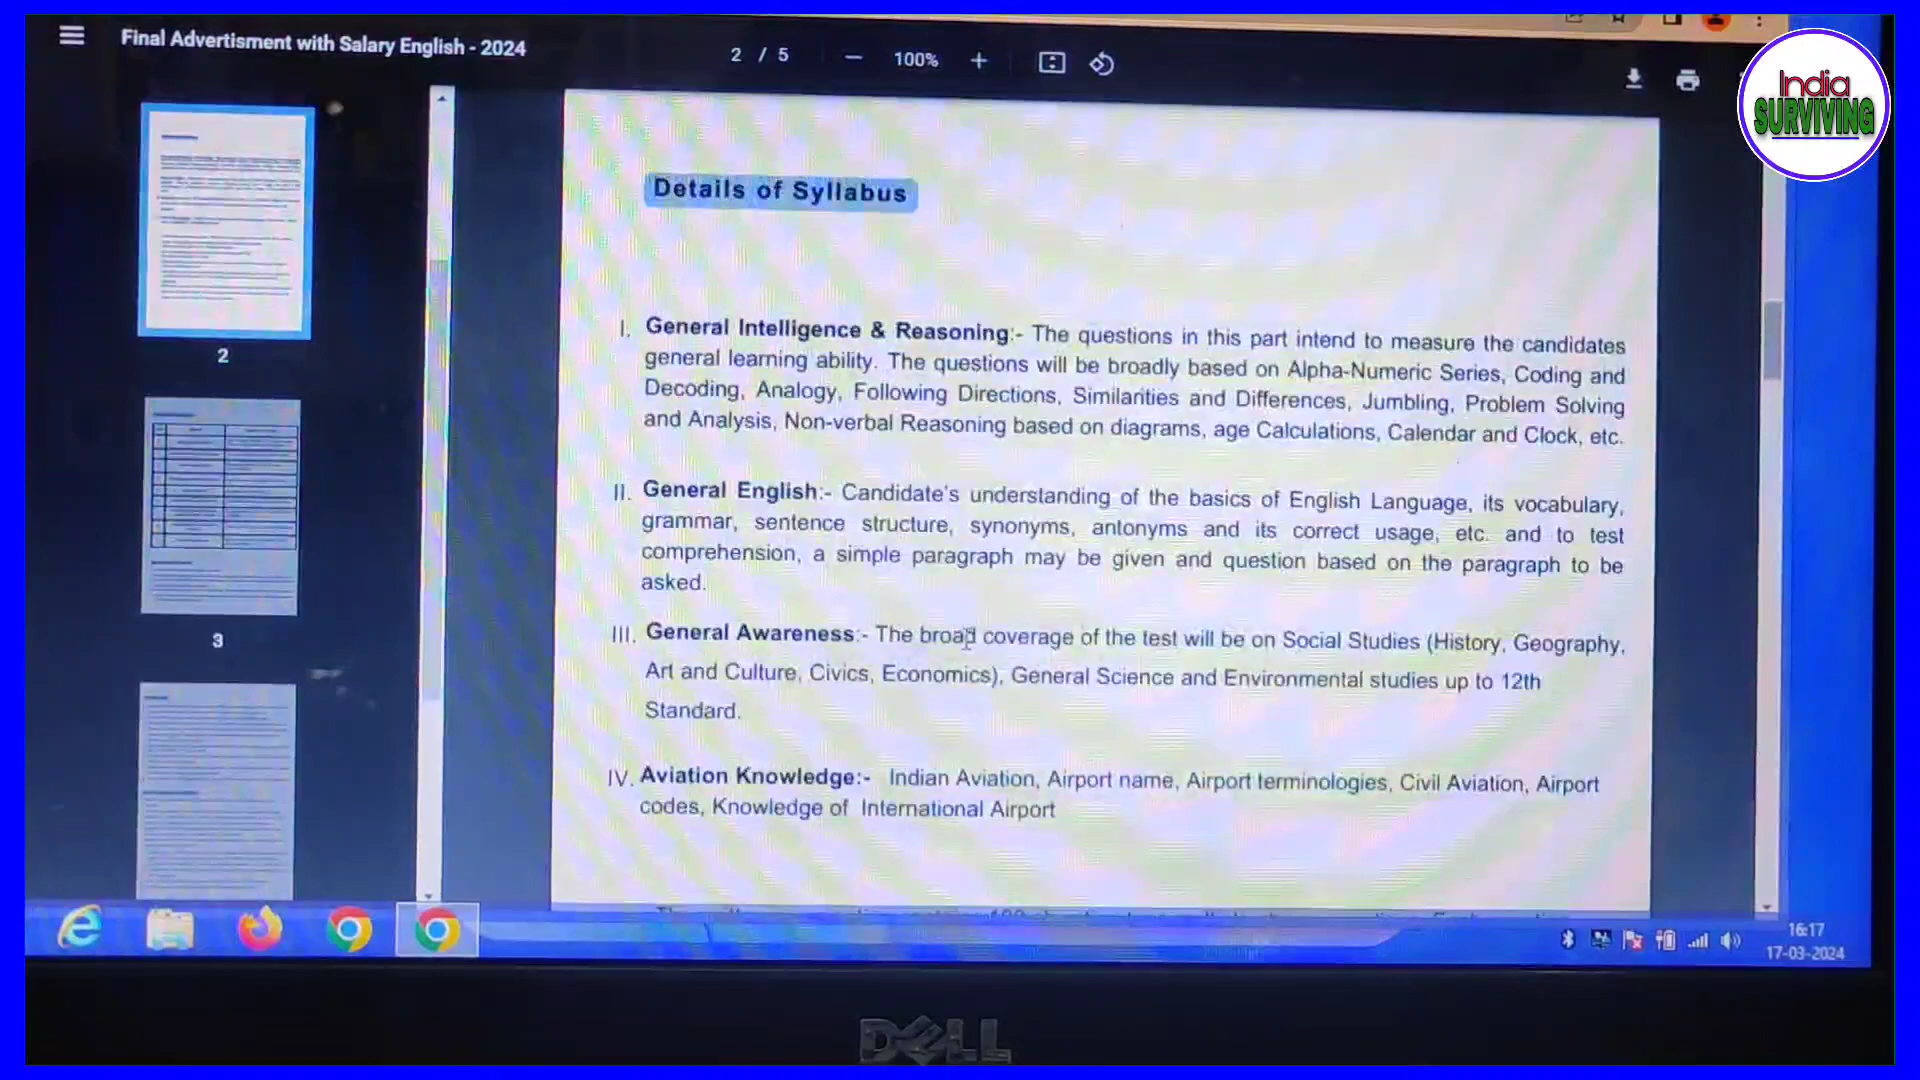 Final Advertisment with Salary English - 2024
2 / 5
100%
India
SURVIVING
Details of Syllabus
I. General Intelligence & Reasoning:- The questions in this part intend to measure the candidates
general learning ability. The questions will be broadly based on Alpha-Numeric Series, Coding and
Decoding, Analogy, Following Directions, Similarities and Differences, Jumbling, Problem Solving
and Analysis, Non-verbal Reasoning based on diagrams, age Calculations, Calendar and Clock, etc.
II. General English:- Candidate's understanding of the basics of English Language, its vocabulary,
grammar, sentence structure, synonyms, antonyms and its correct usage, etc. and to test
comprehension, a simple paragraph may be given and question based on the paragraph to be
asked.
III. General Awareness:- The broad coverage of the test will be on Social Studies (History, Geography,
Art and Culture, Civics, Economics), General Science and Environmental studies up to 12th
Standard.
IV. Aviation Knowledge:- Indian Aviation, Airport name, Airport terminologies, Civil Aviation, Airport
codes, Knowledge of International Airport
2
3
16:17
17-03-2024
DELL